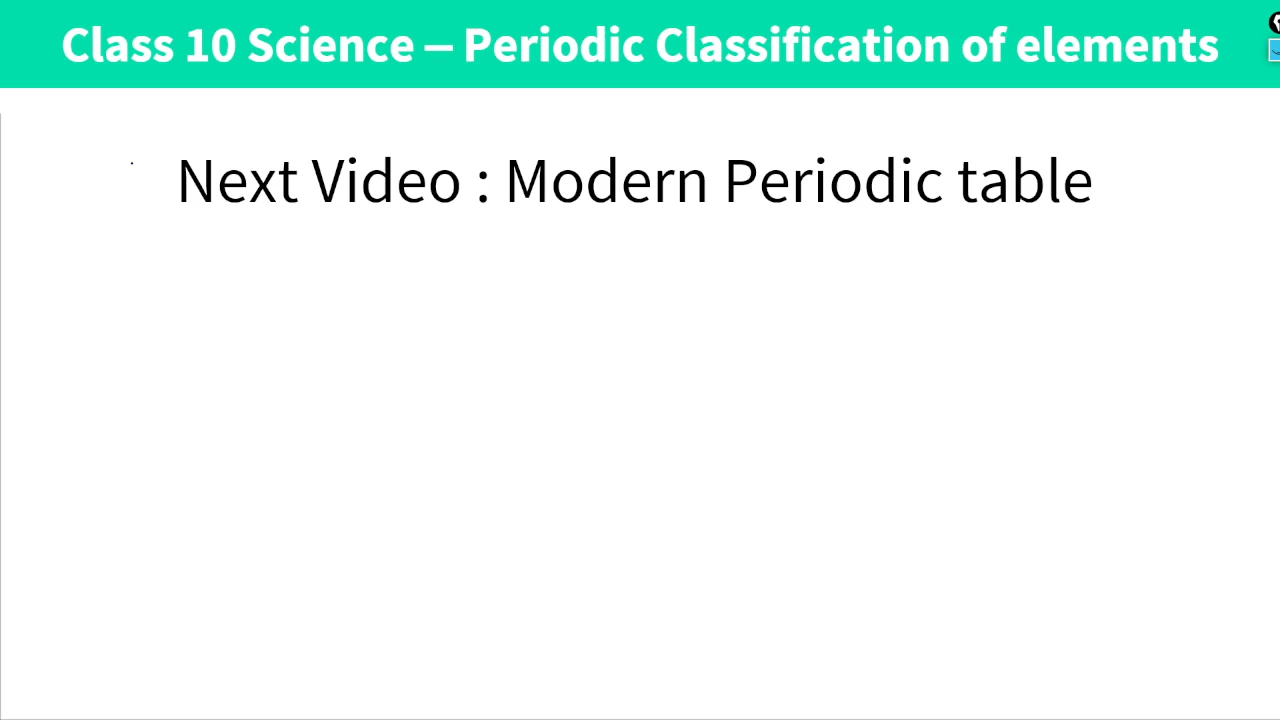 Class 10 Science – Periodic Classification of elements
Next Video : Modern Periodic table